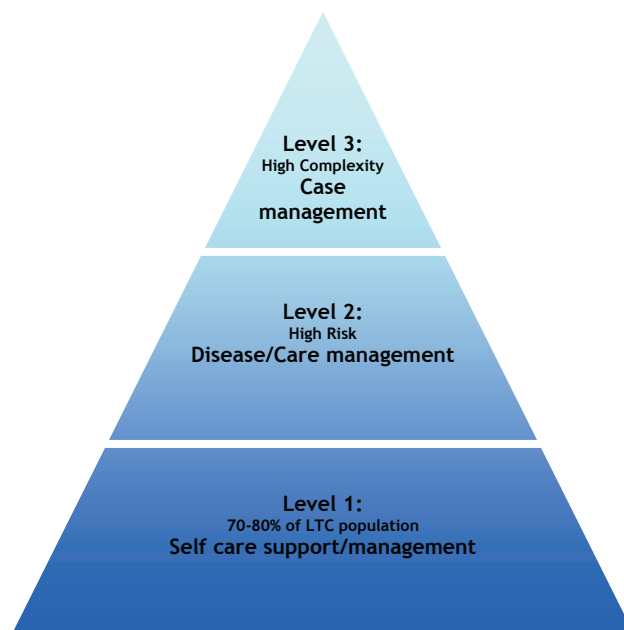 Level 3:
High Complexity
Case
management
Level 2:
High Risk
Disease/Care management
Level 1:
70-80% of LTC population
Self care support/management